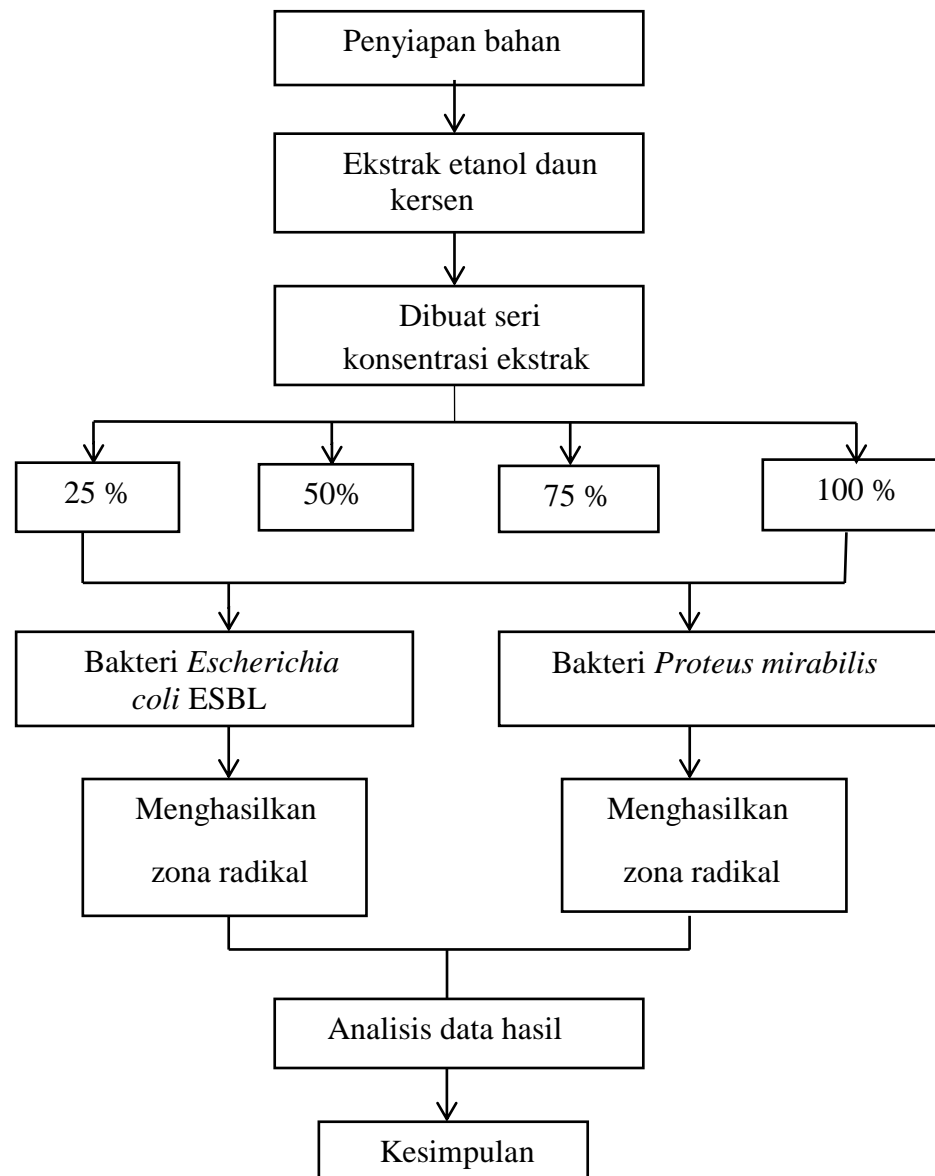 Penyiapan bahan
Ekstrak etanol daun
kersen
Dibuat seri
konsentrasi ekstrak
25 %
50%
75 %
100 %
Bakteri Escherichia
coli ESBL
Bakteri Proteus mirabilis
Menghasilkan
zona radikal
Menghasilkan
zona radikal
Analisis data hasil
Kesimpulan